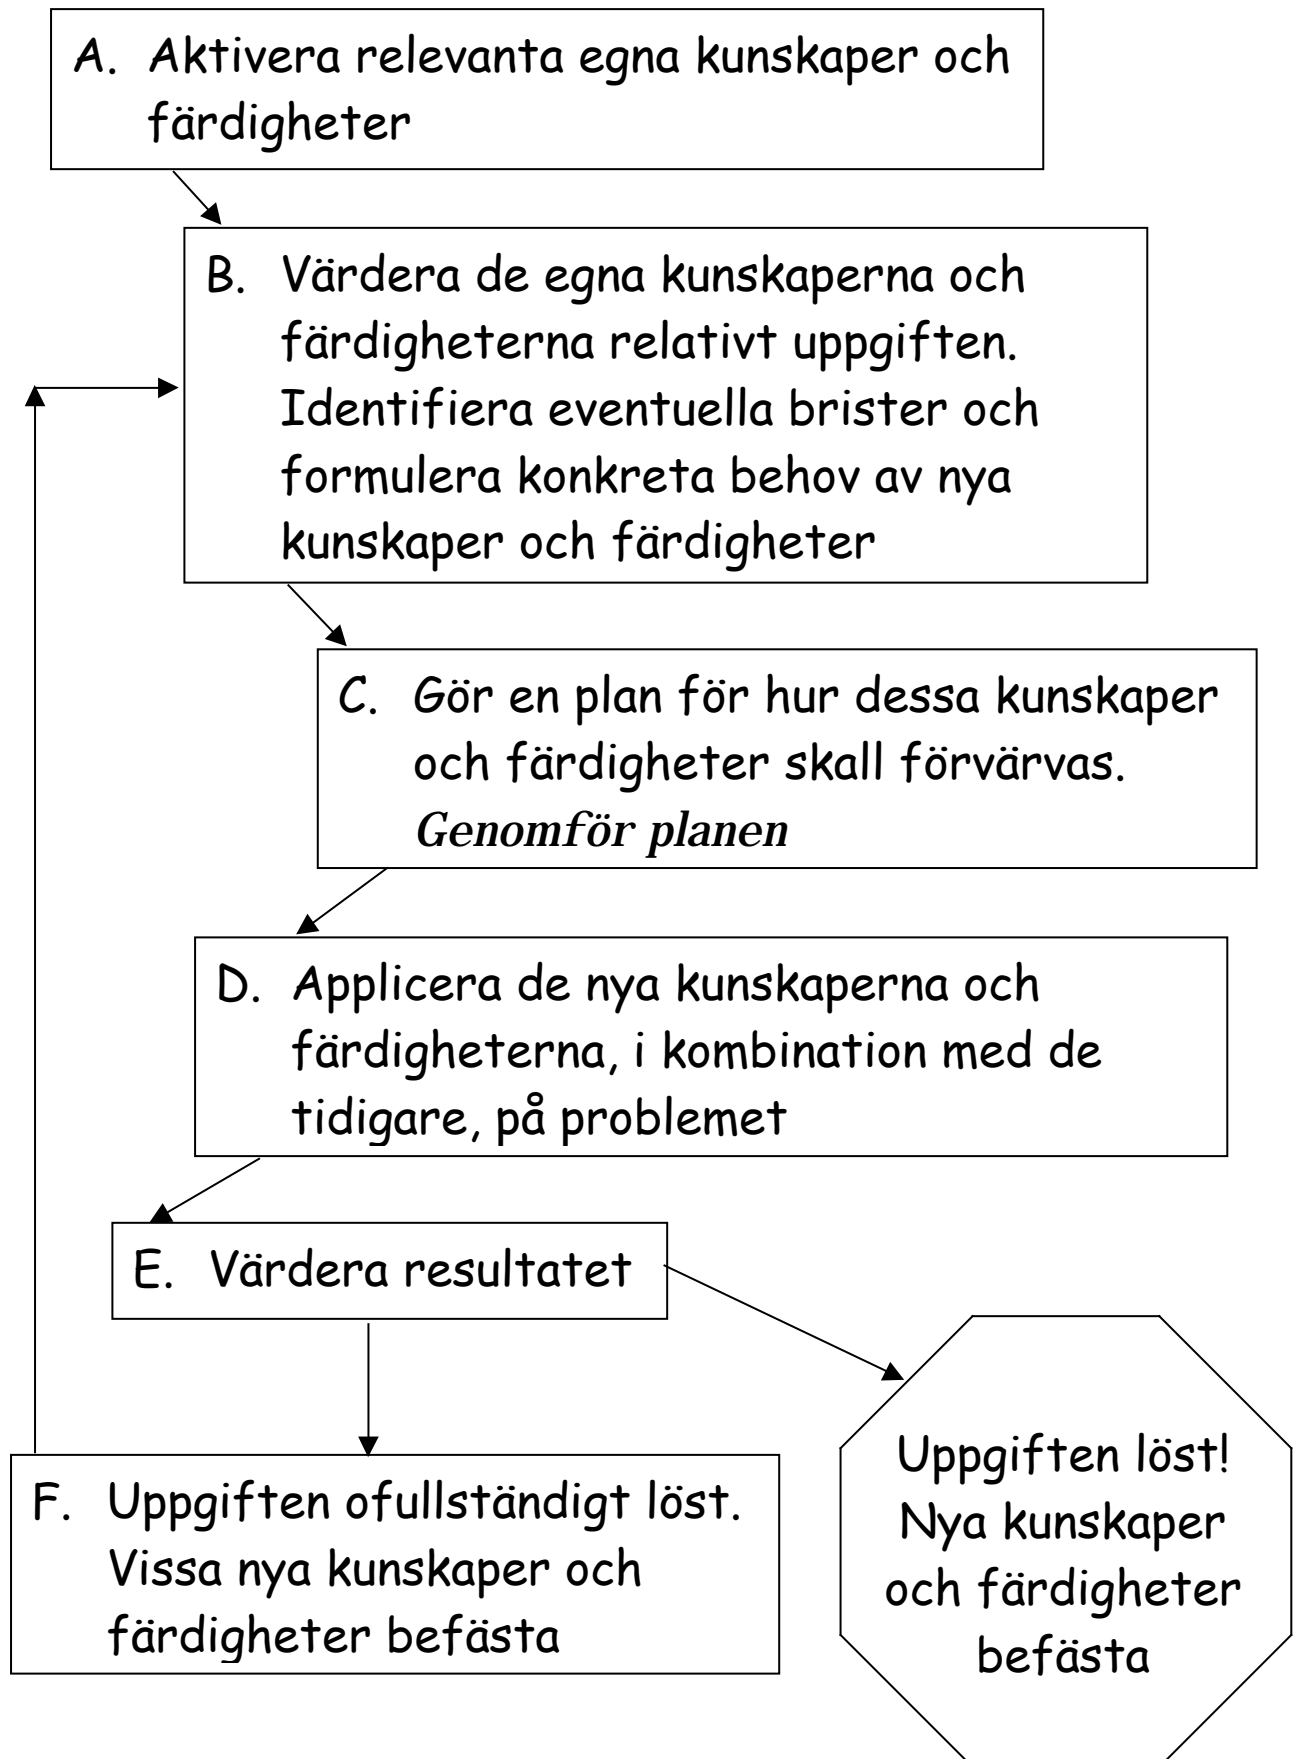 A. Aktivera relevanta egna kunskaper och
färdigheter
B. Värdera de egna kunskaperna och
färdigheterna relativt uppgiften.
Identifiera eventuella brister och
formulera konkreta behov av nya
kunskaper och färdigheter
C. Gör en plan för hur dessa kunskaper
och färdigheter skall förvärvas.
Genomför planen
D. Applicera de nya kunskaperna och
färdigheterna, i kombination med de
tidigare, på problemet
E. Värdera resultatet
F. Uppgiften ofullständigt löst.
Vissa nya kunskaper och
färdigheter befästa
Uppgiften löst!
Nya kunskaper
och färdigheter
befästa